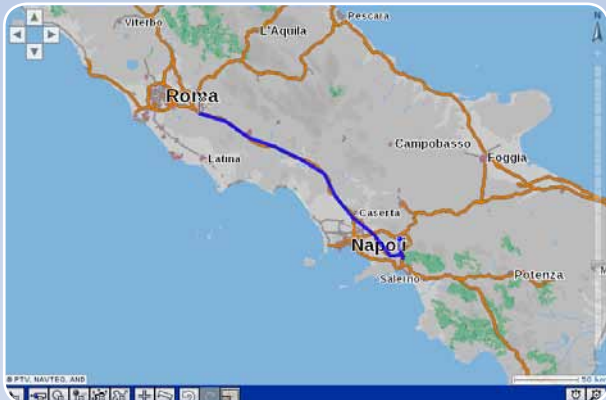 Viterbo
Pescara
N
L'Aquila
Roma
Latina
Campobasso
Foggia
Caserta
Napoli
Salerno
Potenza
M
© PTV, NAVTEQ, AND
50 km